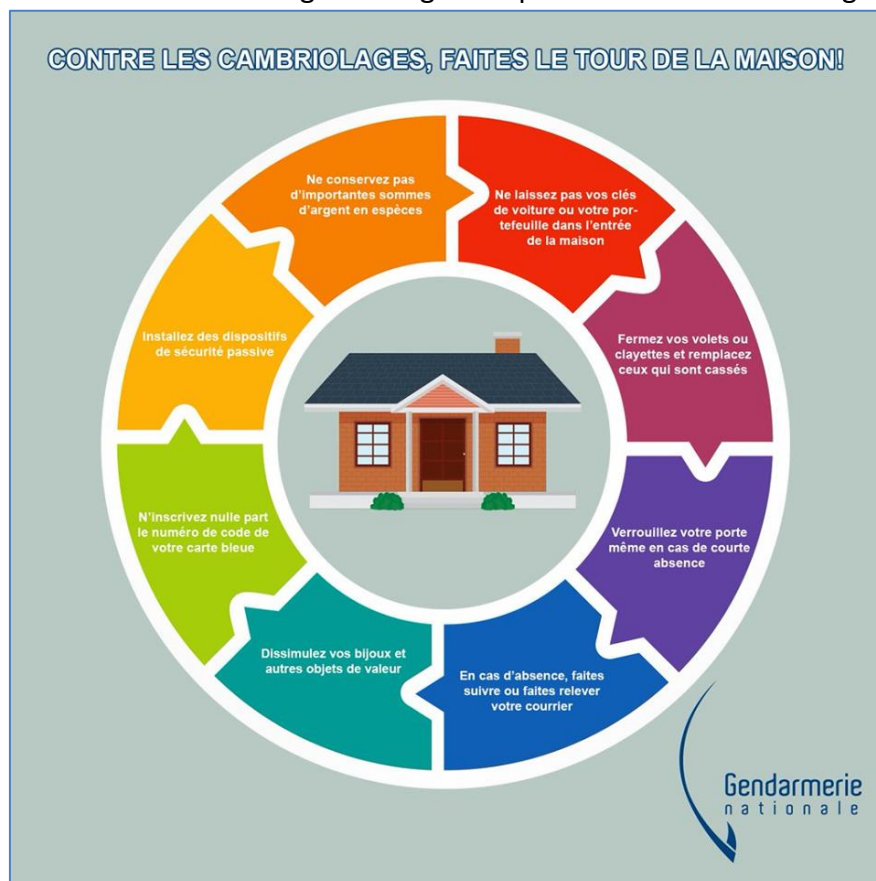 CONTRE LES CAMBRIOLAGES, FAITES LE TOUR DE LA MAISON!
Ne conservez pas
d'importantes sommes
d'argent en espèces
Ne laissez pas vos clés
de voiture ou votre por-
tefeuille dans l'entrée
de la maison
Fermez vos volets ou
clayettes et remplacez
ceux qui sont cassés
Verrouillez votre porte
même en cas de courte
absence
En cas d'absence, faites
suivre ou faites relever
votre courrier
Dissimulez vos bijoux et
autres objets de valeur
N'inscrivez nulle part
le numéro de code de
votre carte bleue
Installez des dispositifs
de sécurité passive
Gendarmerie
nationale